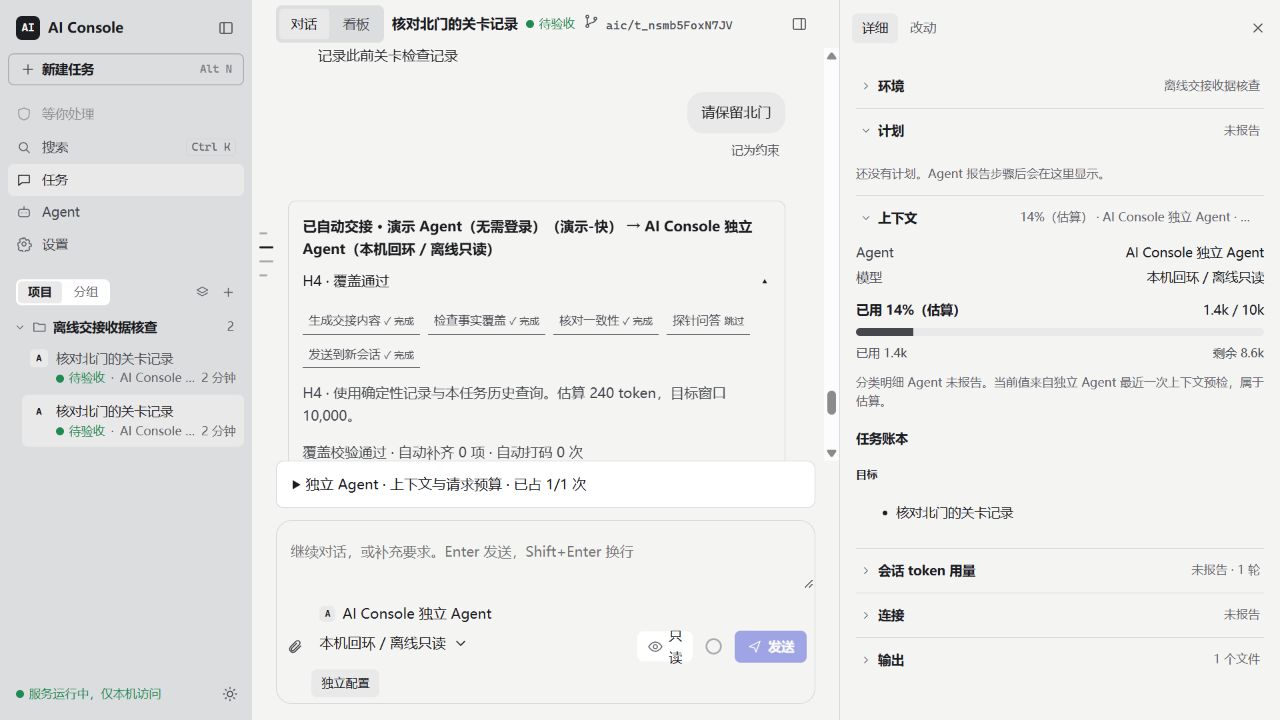 AI AI Console
新建任务 Alt N
等你处理
搜索 Ctrl K
任务
Agent
设置
项目 分组
离线交接收据核查 2
A 核对北门的关卡记录
待验收 · AI Console ... 2 分钟
A 核对北门的关卡记录
待验收 · AI Console ... 2 分钟
服务运行中，仅本机访问
对话 看板 核对北门的关卡记录 待验收 aic/t_nsmb5FoxN7JV
记录此前关卡检查记录
请保留北门
记为约束
已自动交接 • 演示 Agent（无需登录）（演示-快） → AI Console 独立
Agent（本机回环 / 离线只读）
H4 · 覆盖通过
生成交接内容 ✓ 完成 检查事实覆盖 ✓ 完成 核对一致性 ✓ 完成 探针问答 跳过
发送到新会话 ✓ 完成
H4 · 使用确定性记录与本任务历史查询。估算 240 token，目标窗口
10,000。
覆盖校验通过 · 自动补齐 0 项 · 自动打码 0 次
独立 Agent · 上下文与请求预算 · 已占 1/1 次
继续对话，或补充要求。Enter 发送，Shift+Enter 换行
A AI Console 独立 Agent
本机回环 / 离线只读
只读
发送
独立配置
详细 改动
环境 离线交接收据核查
计划 未报告
还没有计划。Agent 报告步骤后会在这里显示。
上下文 14%（估算） · AI Console 独立 Agent · ...
Agent AI Console 独立 Agent
模型 本机回环 / 离线只读
已用 14%（估算） 1.4k / 10k
已用 1.4k 剩余 8.6k
分类明细 Agent 未报告。当前值来自独立 Agent 最近一次上下文预检，属于
估算。
任务账本
目标
• 核对北门的关卡记录
会话 token 用量 未报告 · 1 轮
连接 未报告
输出 1 个文件